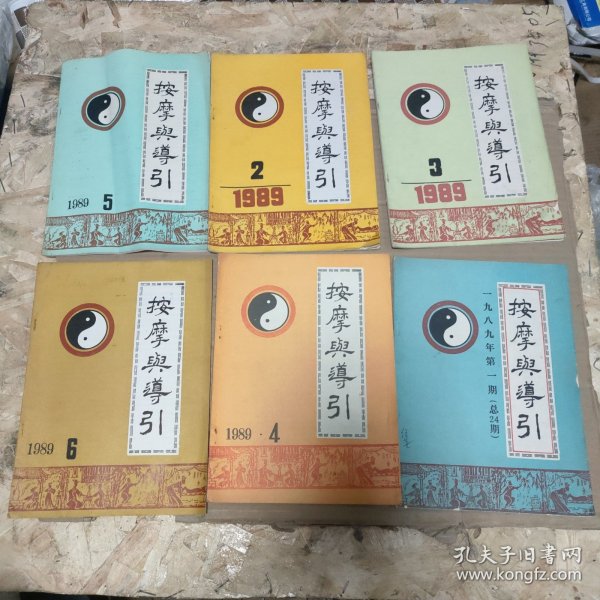 按摩與導引
1989 5
按摩與導引
2
1989
按摩與導引
3
1989
按摩與導引
1989 6
按摩與導引
1989·4
按摩與導引
一九八九年第一期(总24期)
孔夫子旧书网
www.kongfz.com